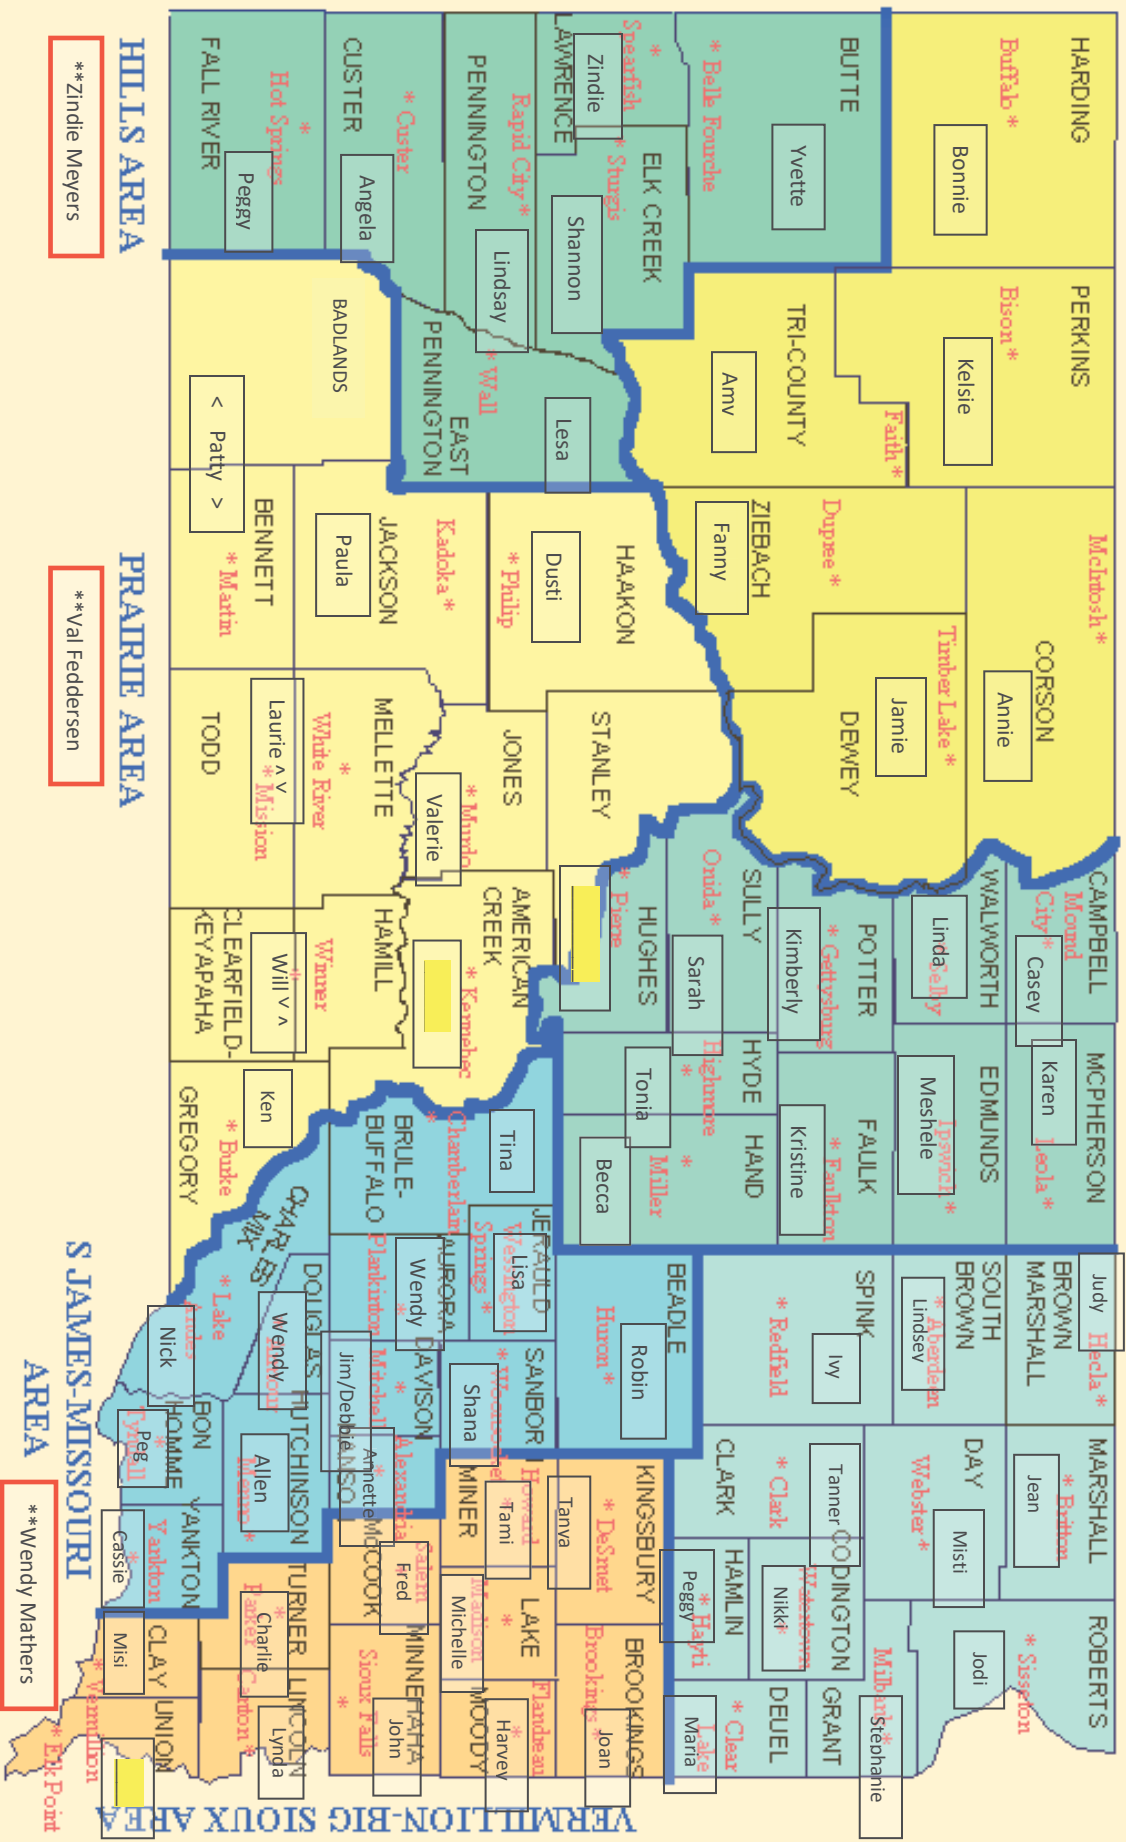 HARDING
Buffalo *
Bonnie
PERKINS
Bison *
Kelsie
Faith *
McIntosh *
CORSON
Annie
Timber Lake *
Jamie
DEWEY
CAMPBELL
Mound
City *
Casey
WALWORTH
Linda
Selby
MCPHERSON
Karen
Leola *
EDMUNDS
Ipswich *
Meshele
Judy
Hecla *
BROWN
MARSHALL
SOUTH
BROWN
* Aberdeen
Lindsey
MARSHALL
* Britton
Jean
DAY
Misti
Webster *
ROBERTS
* Sisseton
Jodi
BUTTE
Yvette
* Belle Fourche
TRI-COUNTY
Amv
ZIEBACH
Dupree *
Fanny
POTTER
* Gettysburg
Kimberly
FAULK
* Faulkton
Kristine
SPINK
Ivy
* Redfield
CLARK
* Clark
Tanner
CODINGTON
Watertown
Nikki
Milbank *
Stephanie
GRANT
DEUEL
* Clear
Lake
Maria
HAMLIN
* Hayti
Peggy
SULLY
Onida *
Sarah
HYDE
Highmore
*
Tonia
HAND
*
Miller
Becca
HUGHES
* Pierre
Spearfish
*
Zindie
LAWRENCE
ELK CREEK
* Sturgis
Shannon
PENNINGTON
Rapid City *
Lindsay
* Wall
EAST
PENNINGTON
Lesa
HAAKON
Dusti
* Philip
STANLEY
JONES
* Murdo
Valerie
AMERICAN
CREEK
* Kennebec
BEADLE
Robin
Huron *
KINGSBURY
* DeSmet
Tanya
BROOKINGS
Brookings *
Joan
JERAULD
Lisa
Wessington
Springs *
SANBOR
* Woonsocket
Shana
MINER
Howard
*
Tami
LAKE
Madison
*
Michelle
MOODY
Flandreau
*
Harvey
Tina
Chamberlain
*
BRULE-
BUFFALO
AURORA
Wendy
Plankinton
*
DAVISON
Mitchell
*
Jim/Debbie
HANSO
Alexandria
*
Annette
MCCOOK
Salem
Fred
MINNEHAHA
Sioux Falls
*
John
CUSTER
* Custer
Angela
BADLANDS
JACKSON
Kadoka *
Paula
MELLETTE
*
White River
Laurie ^ v
* Mission
TODD
HAMILL
Winner
*
Will v ^
CLEARFIELD-
KEYAPAHA
FALL RIVER
*
Hot Springs
Peggy
< Patty >
BENNETT
* Martin
Ken
* Burke
GREGORY
CHARLES
MIX
* Lake
Andes
Nick
DOUGLAS
Wendy
Armour
HUTCHINSON
Menno *
Allen
TURNER
*
Parker
Charlie
LINCOLN
Canton *
Lynda
BON
HOMME
*
Tyndall
Peg
YANKTON
Yankton
*
Cassie
CLAY
Misi
* Vermillion
UNION
* Elk Point
HILLS AREA
**Zindie Meyers
PRAIRIE AREA
**Val Feddersen
S JAMES-MISSOURI
AREA
**Wendy Mathers
VERMILLION-BIG SIOUX AREA